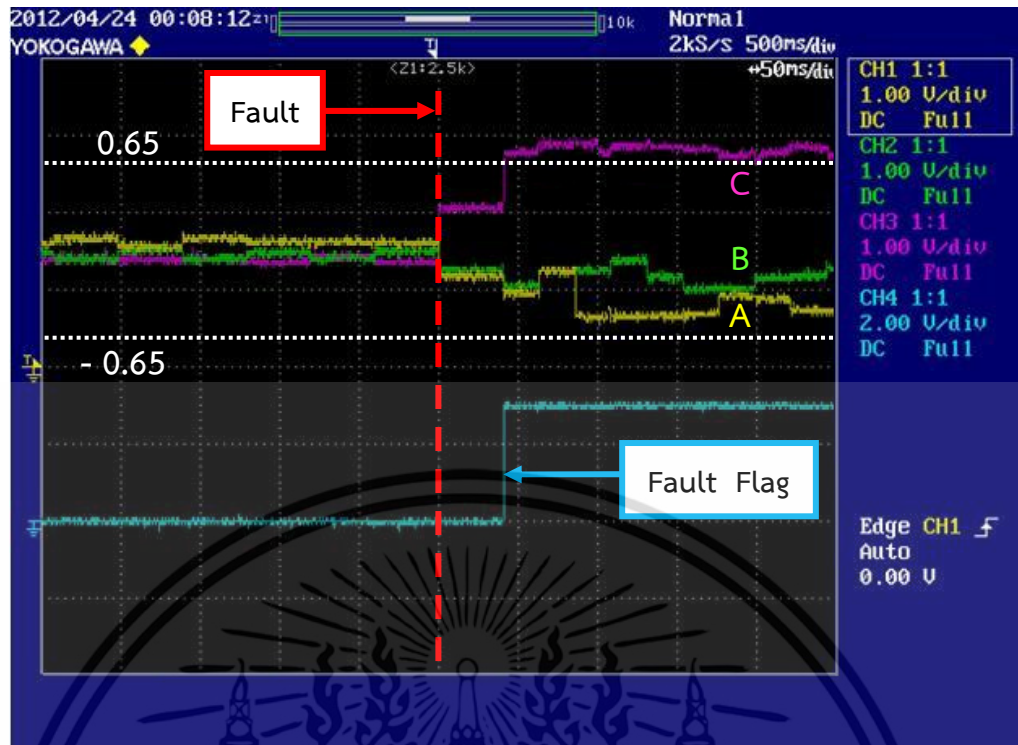 2012/04/24 00:08:12 Z1 10k Normal
YOKOGAWA 2kS/s 500ms/div
<Z1:2.5k> 50ms/div
Fault
0.65
- 0.65
C
B
A
Fault Flag
CH1 1:1
1.00 V/div
DC Full
CH2 1:1
1.00 V/div
DC Full
CH3 1:1
1.00 V/div
DC Full
CH4 1:1
2.00 V/div
DC Full
Edge CH1
Auto
0.00 V